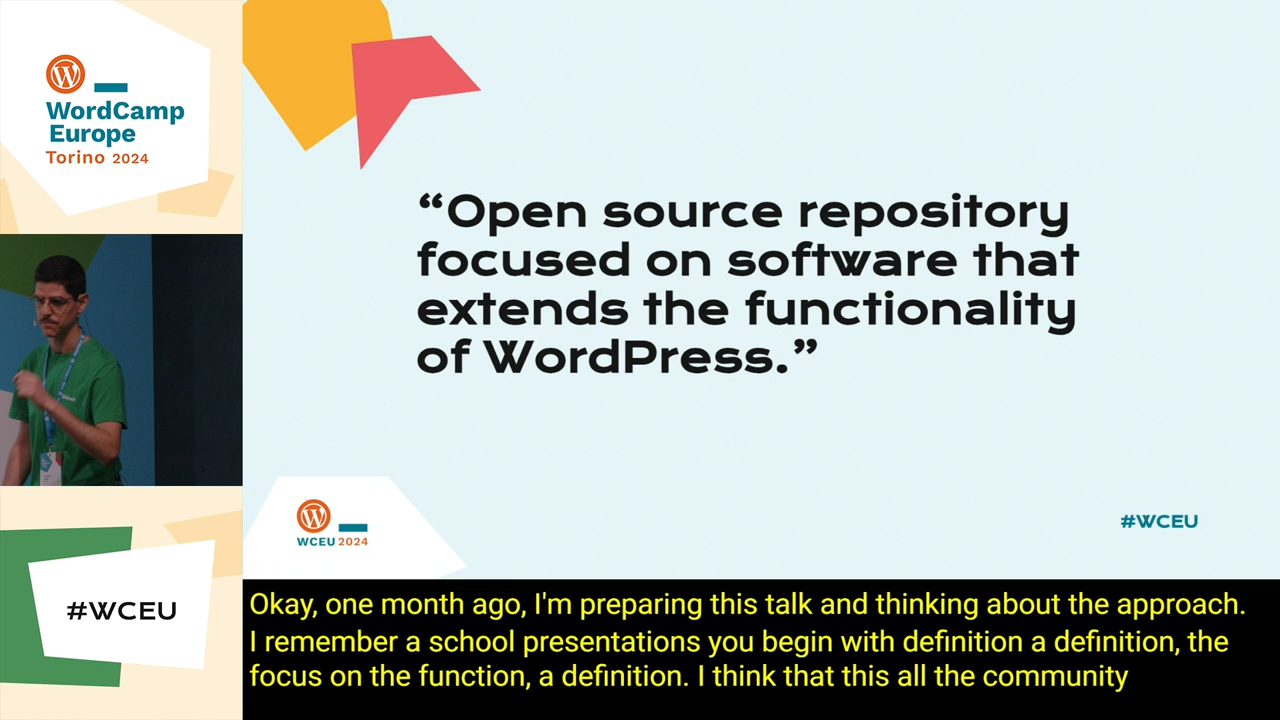 WordCamp
Europe
Torino 2024
“Open source repository
focused on software that
extends the functionality
of WordPress.”
WCEU 2024
#WCEU
#WCEU
Okay, one month ago, I'm preparing this talk and thinking about the approach.
I remember a school presentations you begin with definition a definition, the
focus on the function, a definition. I think that this all the community